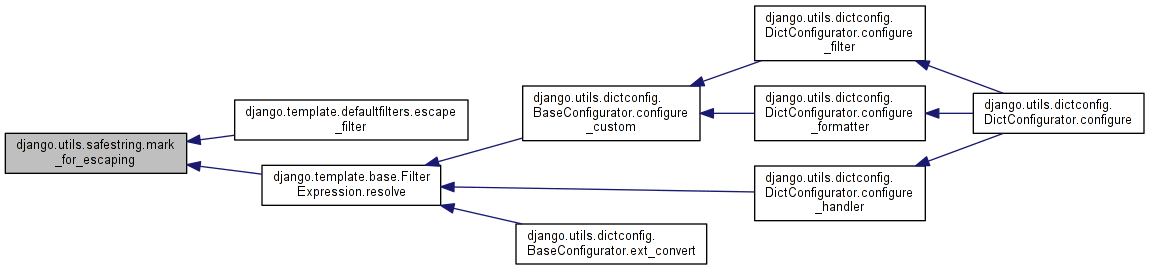 django.utils.safestring.mark
_for_escaping
django.template.defaultfilters.escape
_filter
django.template.base.Filter
Expression.resolve
django.utils.dictconfig.
BaseConfigurator.configure
_custom
django.utils.dictconfig.
DictConfigurator.configure
_filter
django.utils.dictconfig.
DictConfigurator.configure
_formatter
django.utils.dictconfig.
DictConfigurator.configure
django.utils.dictconfig.
DictConfigurator.configure
_handler
django.utils.dictconfig.
BaseConfigurator.ext_convert